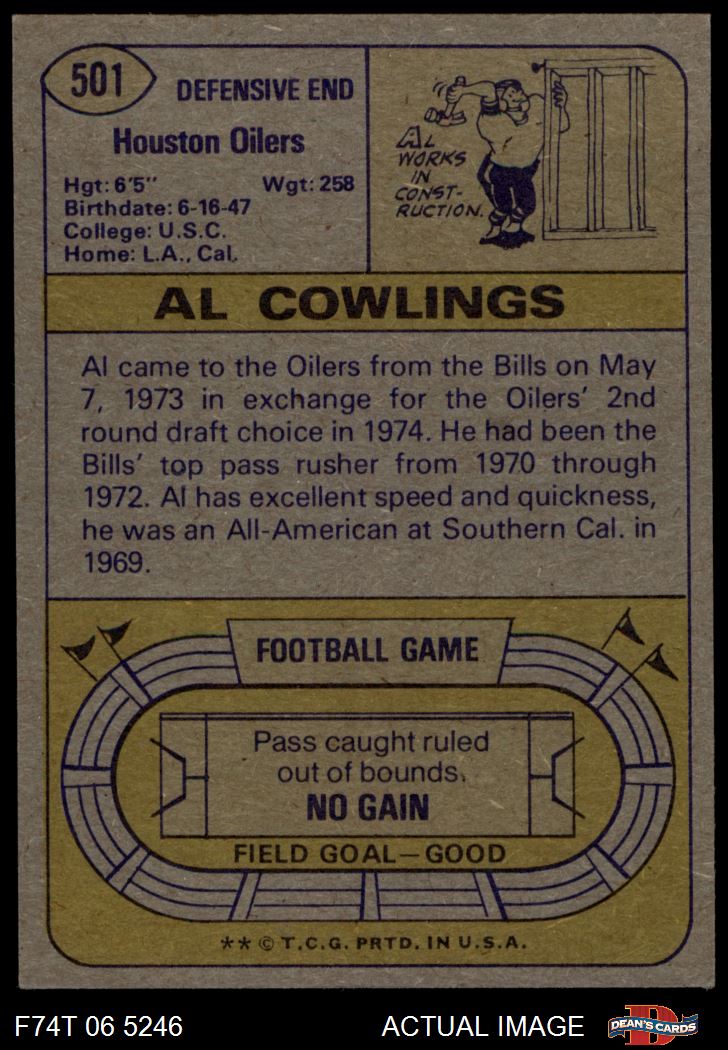 501
DEFENSIVE END
Houston Oilers
Hgt: 6'5" Wgt: 258
Birthdate: 6-16-47
College: U.S.C.
Home: L.A., Cal.
AL
WORKS
IN
CONST-
RUCTION.
AL COWLINGS
Al came to the Oilers from the Bills on May
7, 1973 in exchange for the Oilers' 2nd
round draft choice in 1974. He had been the
Bills' top pass rusher from 1970 through
1972. Al has excellent speed and quickness,
he was an All-American at Southern Cal. in
1969.
FOOTBALL GAME
Pass caught ruled
out of bounds.
NO GAIN
FIELD GOAL—GOOD
** © T.C.G. PRTD. IN U.S.A.
F74T 06 5246 ACTUAL IMAGE
D
DEAN'S CARDS